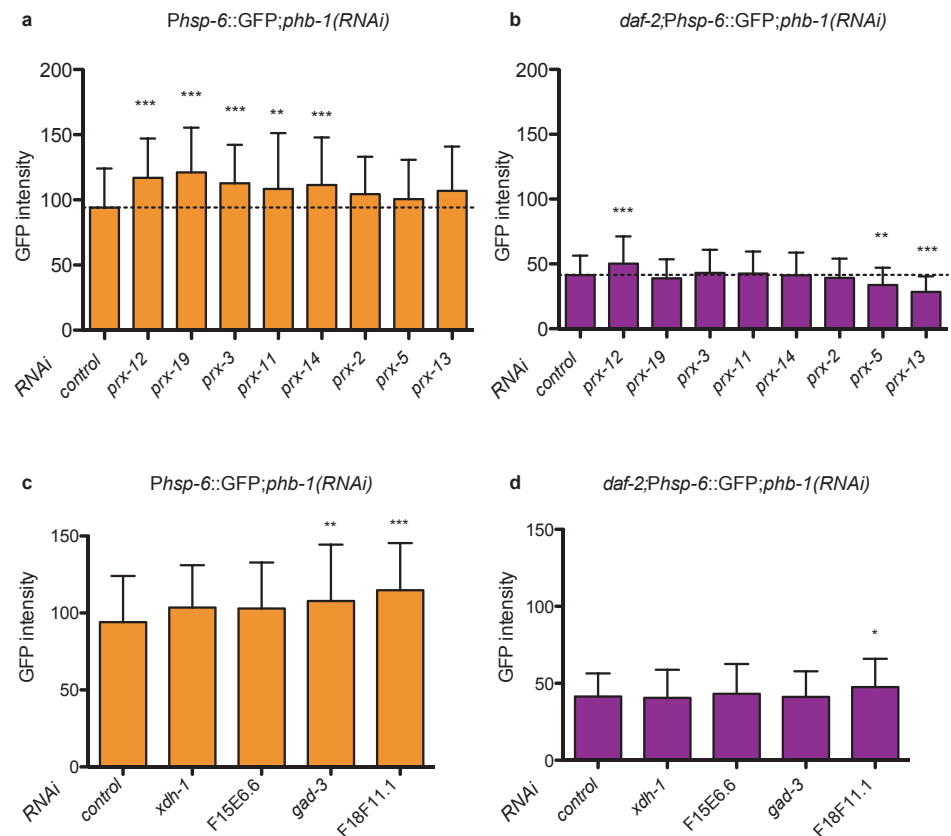 a
Phsp-6::GFP;phb-1(RNAi)
200
150
100
50
0
GFP intensity
*** *** *** ** ***
RNAi control prx-12 prx-19 prx-3 prx-11 prx-14 prx-2 prx-5 prx-13
b
daf-2;Phsp-6::GFP;phb-1(RNAi)
200
150
100
50
0
GFP intensity
*** ** ***
RNAi control prx-12 prx-19 prx-3 prx-11 prx-14 prx-2 prx-5 prx-13
c
Phsp-6::GFP;phb-1(RNAi)
150
100
50
0
GFP intensity
** ***
RNAi control xdh-1 F15E6.6 gad-3 F18F11.1
d
daf-2;Phsp-6::GFP;phb-1(RNAi)
150
100
50
0
GFP intensity
*
RNAi control xdh-1 F15E6.6 gad-3 F18F11.1